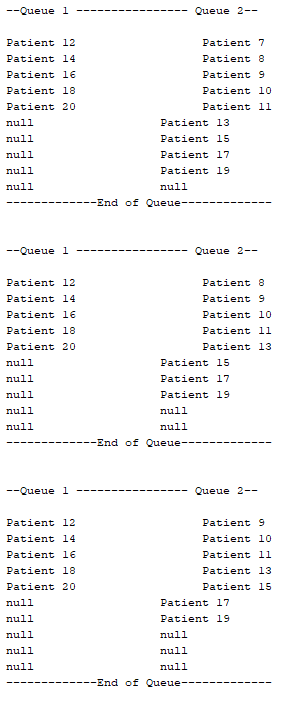 --Queue 1 ---------------- Queue 2--
Patient 12                  Patient 7
Patient 14                  Patient 8
Patient 16                  Patient 9
Patient 18                  Patient 10
Patient 20                  Patient 11
null                  Patient 13
null                  Patient 15
null                  Patient 17
null                  Patient 19
null                  null
-------------End of Queue-------------
--Queue 1 ---------------- Queue 2--
Patient 12                  Patient 8
Patient 14                  Patient 9
Patient 16                  Patient 10
Patient 18                  Patient 11
Patient 20                  Patient 13
null                  Patient 15
null                  Patient 17
null                  Patient 19
null                  null
null                  null
-------------End of Queue-------------
--Queue 1 ---------------- Queue 2--
Patient 12                  Patient 9
Patient 14                  Patient 10
Patient 16                  Patient 11
Patient 18                  Patient 13
Patient 20                  Patient 15
null                  Patient 17
null                  Patient 19
null                  null
null                  null
null                  null
-------------End of Queue-------------